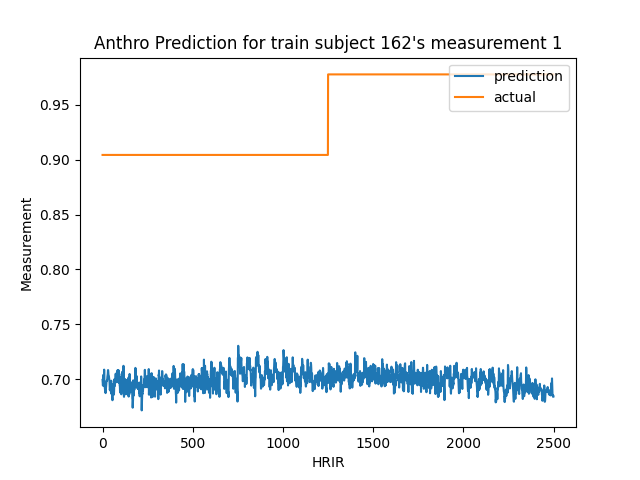 Anthro Prediction for train subject 162's measurement 1
prediction
actual
Measurement
0.95
0.90
0.85
0.80
0.75
0.70
0 500 1000 1500 2000 2500
HRIR